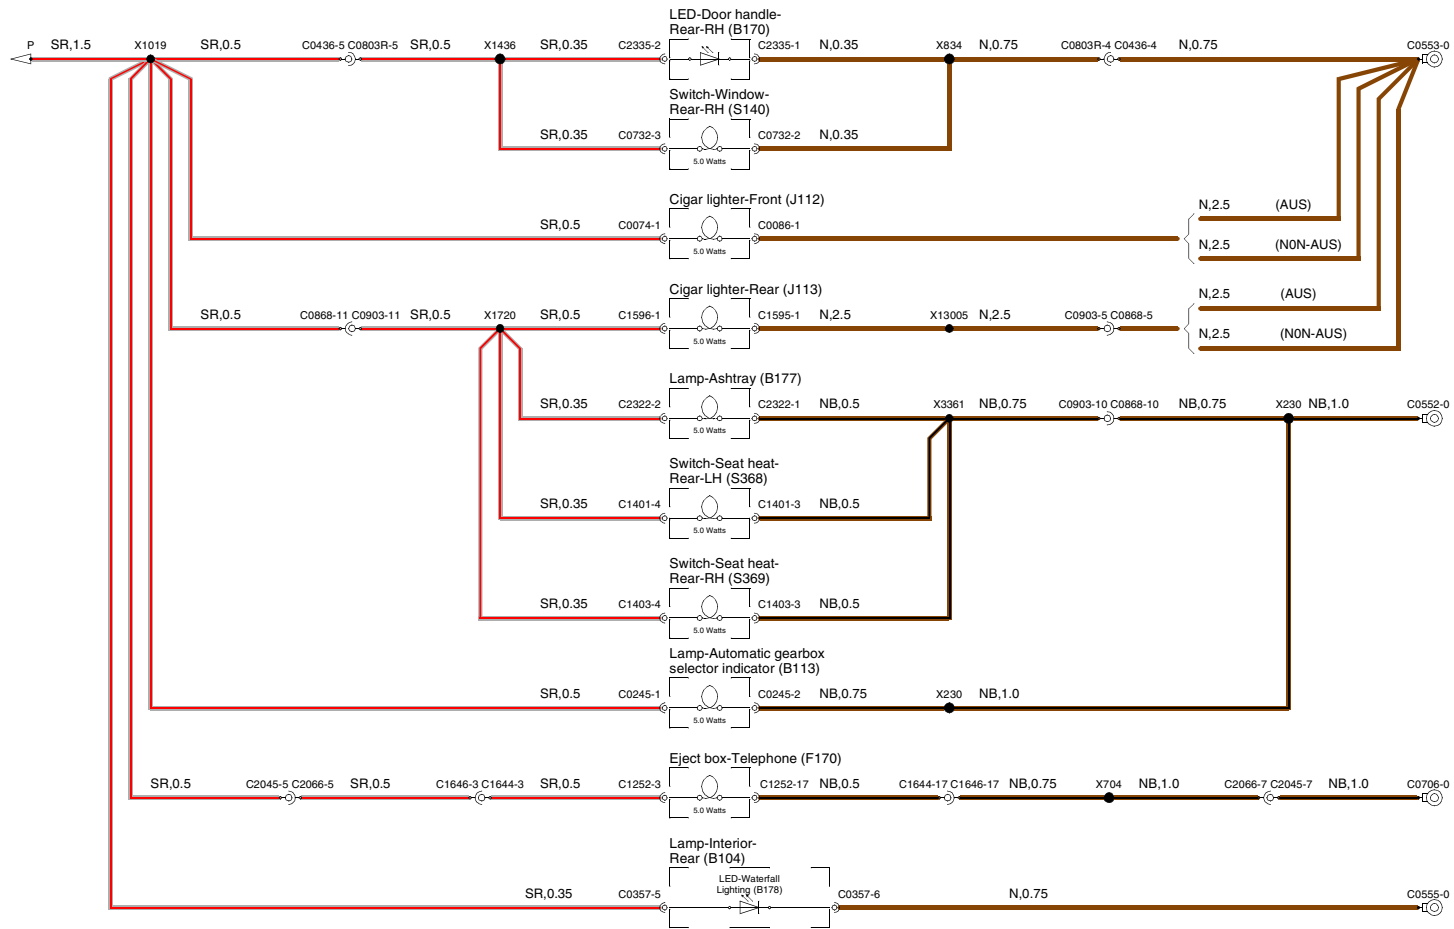 LED-Door handle-
Rear-RH (B170)
P SR,1.5 X1019 SR,0.5 C0436-5 C0803R-5 SR,0.5 X1436 SR,0.35 C2335-2 C2335-1 N,0.35 X834 N,0.75 C0803R-4 C0436-4 N,0.75 C0553-0
Switch-Window-
Rear-RH (S140)
SR,0.35 C0732-3 C0732-2 N,0.35
5.0 Watts
Cigar lighter-Front (J112)
N,2.5 (AUS)
SR,0.5 C0074-1 C0086-1
N,2.5 (N0N-AUS)
5.0 Watts
Cigar lighter-Rear (J113)
N,2.5 (AUS)
SR,0.5 C0868-11 C0903-11 SR,0.5 X1720 SR,0.5 C1596-1 C1595-1 N,2.5 X13005 N,2.5 C0903-5 C0868-5
N,2.5 (N0N-AUS)
5.0 Watts
Lamp-Ashtray (B177)
SR,0.35 C2322-2 C2322-1 NB,0.5 X3361 NB,0.75 C0903-10 C0868-10 NB,0.75 X230 NB,1.0 C0552-0
5.0 Watts
Switch-Seat heat-
Rear-LH (S368)
SR,0.35 C1401-4 C1401-3 NB,0.5
5.0 Watts
Switch-Seat heat-
Rear-RH (S369)
SR,0.35 C1403-4 C1403-3 NB,0.5
5.0 Watts
Lamp-Automatic gearbox
selector indicator (B113)
SR,0.5 C0245-1 C0245-2 NB,0.75 X230 NB,1.0
5.0 Watts
Eject box-Telephone (F170)
SR,0.5 C2045-5 C2066-5 SR,0.5 C1646-3 C1644-3 SR,0.5 C1252-3 C1252-17 NB,0.5 C1644-17 C1646-17 NB,0.75 X704 NB,1.0 C2066-7 C2045-7 NB,1.0 C0706-0
5.0 Watts
Lamp-Interior-
Rear (B104)
LED-Waterfall
Lighting (B178)
SR,0.35 C0357-5 C0357-6 N,0.75 C0555-0